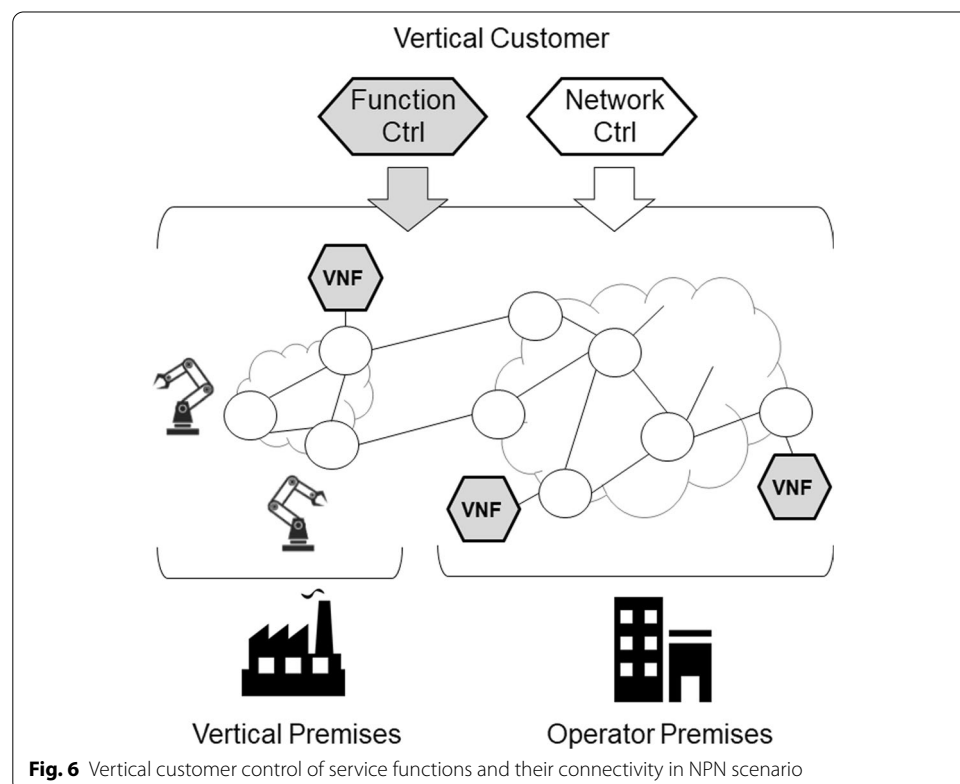 Vertical Customer
Function
Ctrl
Network
Ctrl
VNF
VNF
VNF
Vertical Premises
Operator Premises
Fig. 6 Vertical customer control of service functions and their connectivity in NPN scenario